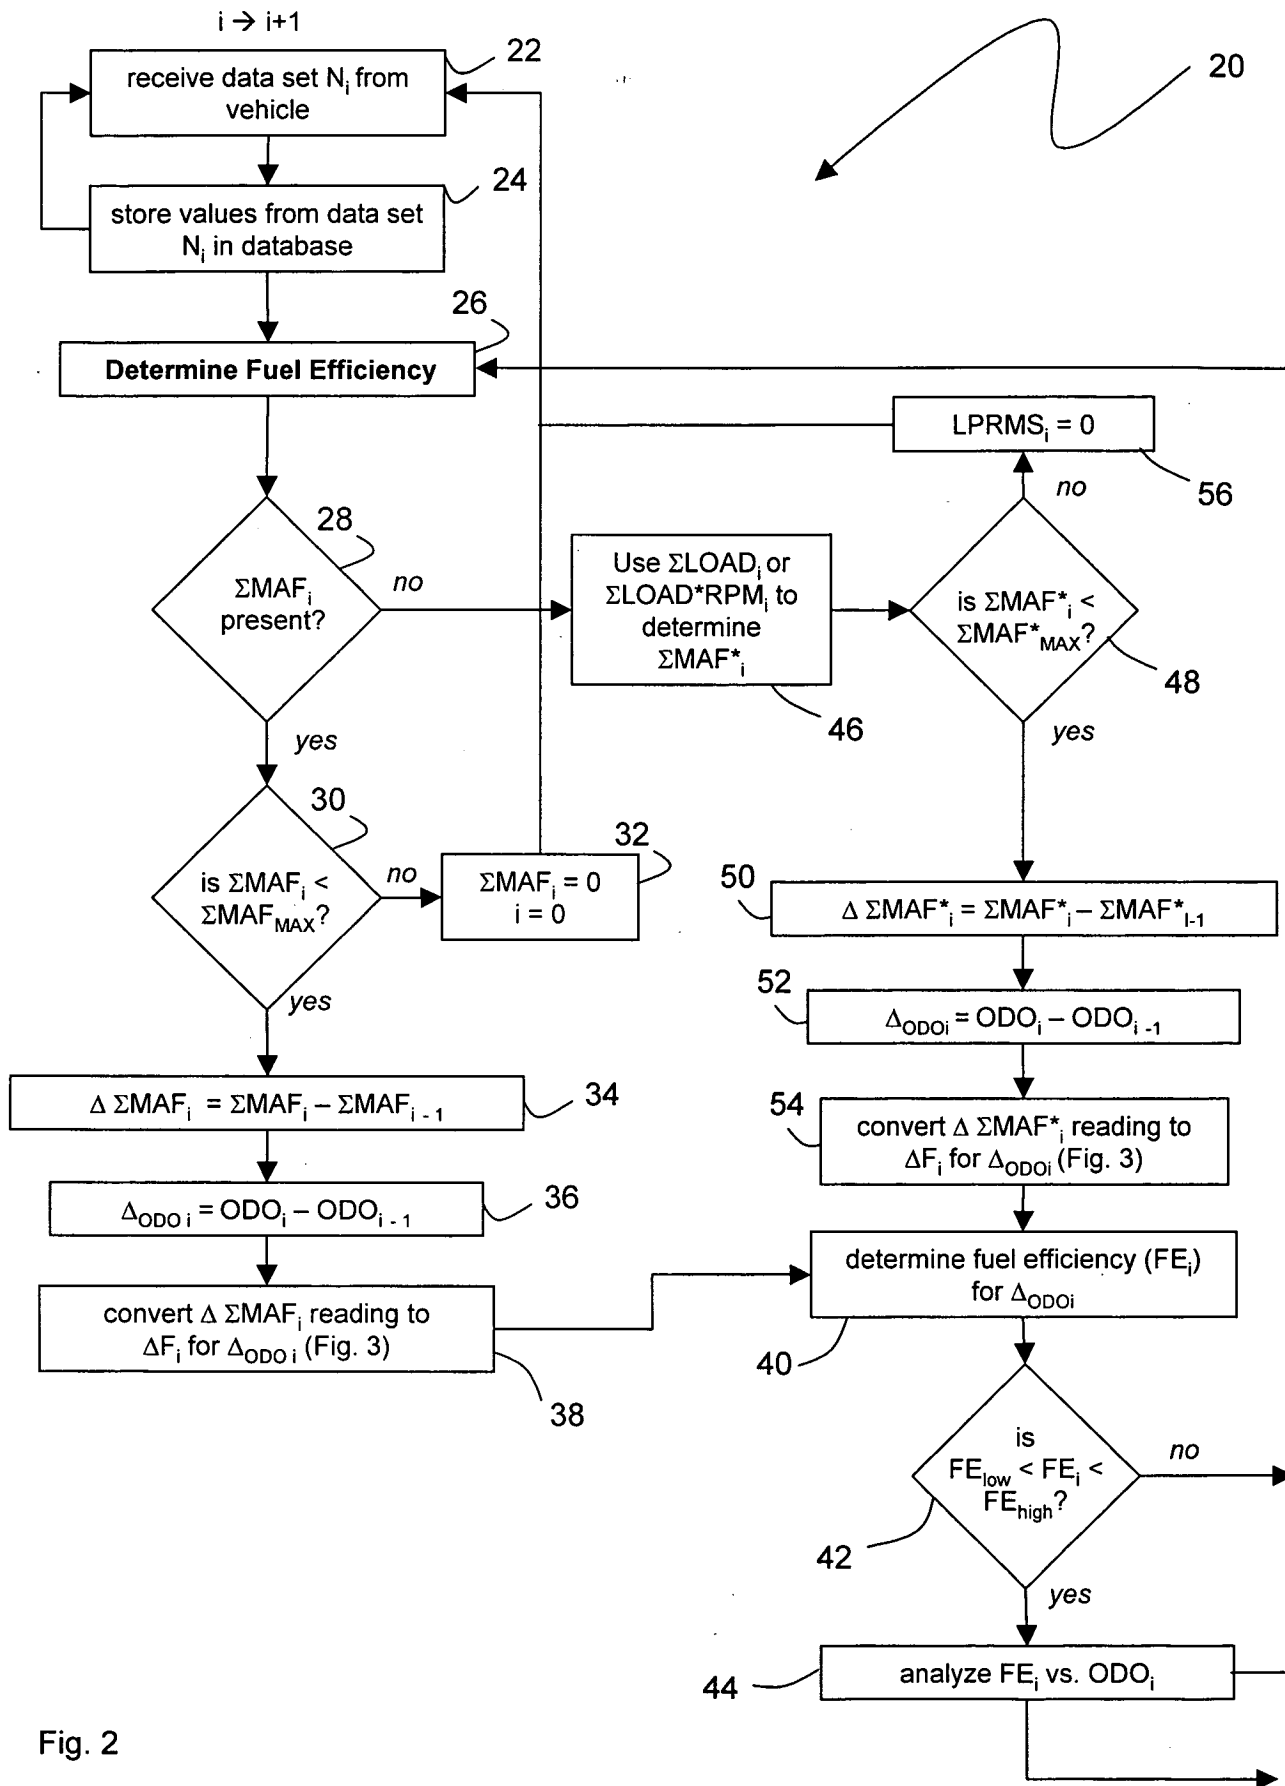 i → i+1
22
receive data set Nᵢ from
vehicle
20
24
store values from data set
Nᵢ in database
26
Determine Fuel Efficiency
LPRMSᵢ = 0
56
no
28
ΣMAFᵢ
present?
no
Use ΣLOADᵢ or
ΣLOAD*RPMᵢ to
determine
ΣMAF*ᵢ
46
is ΣMAF*ᵢ <
ΣMAF*MAX?
48
yes
yes
30
is ΣMAFᵢ <
ΣMAFMAX?
no
32
ΣMAFᵢ = 0
i = 0
yes
50
Δ ΣMAF*ᵢ = ΣMAF*ᵢ – ΣMAF*I-1
52
ΔODOi = ODOᵢ – ODOi -1
34
Δ ΣMAFᵢ = ΣMAFᵢ – ΣMAFi - 1
54
convert Δ ΣMAF*ᵢ reading to
ΔFᵢ for ΔODOi (Fig. 3)
36
ΔODO i = ODOᵢ – ODOi - 1
38
convert Δ ΣMAFᵢ reading to
ΔFᵢ for ΔODO i (Fig. 3)
determine fuel efficiency (FEᵢ)
for ΔODOi
40
is
FElow < FEᵢ <
FEhigh?
no
42
yes
44
analyze FEᵢ vs. ODOᵢ
Fig. 2